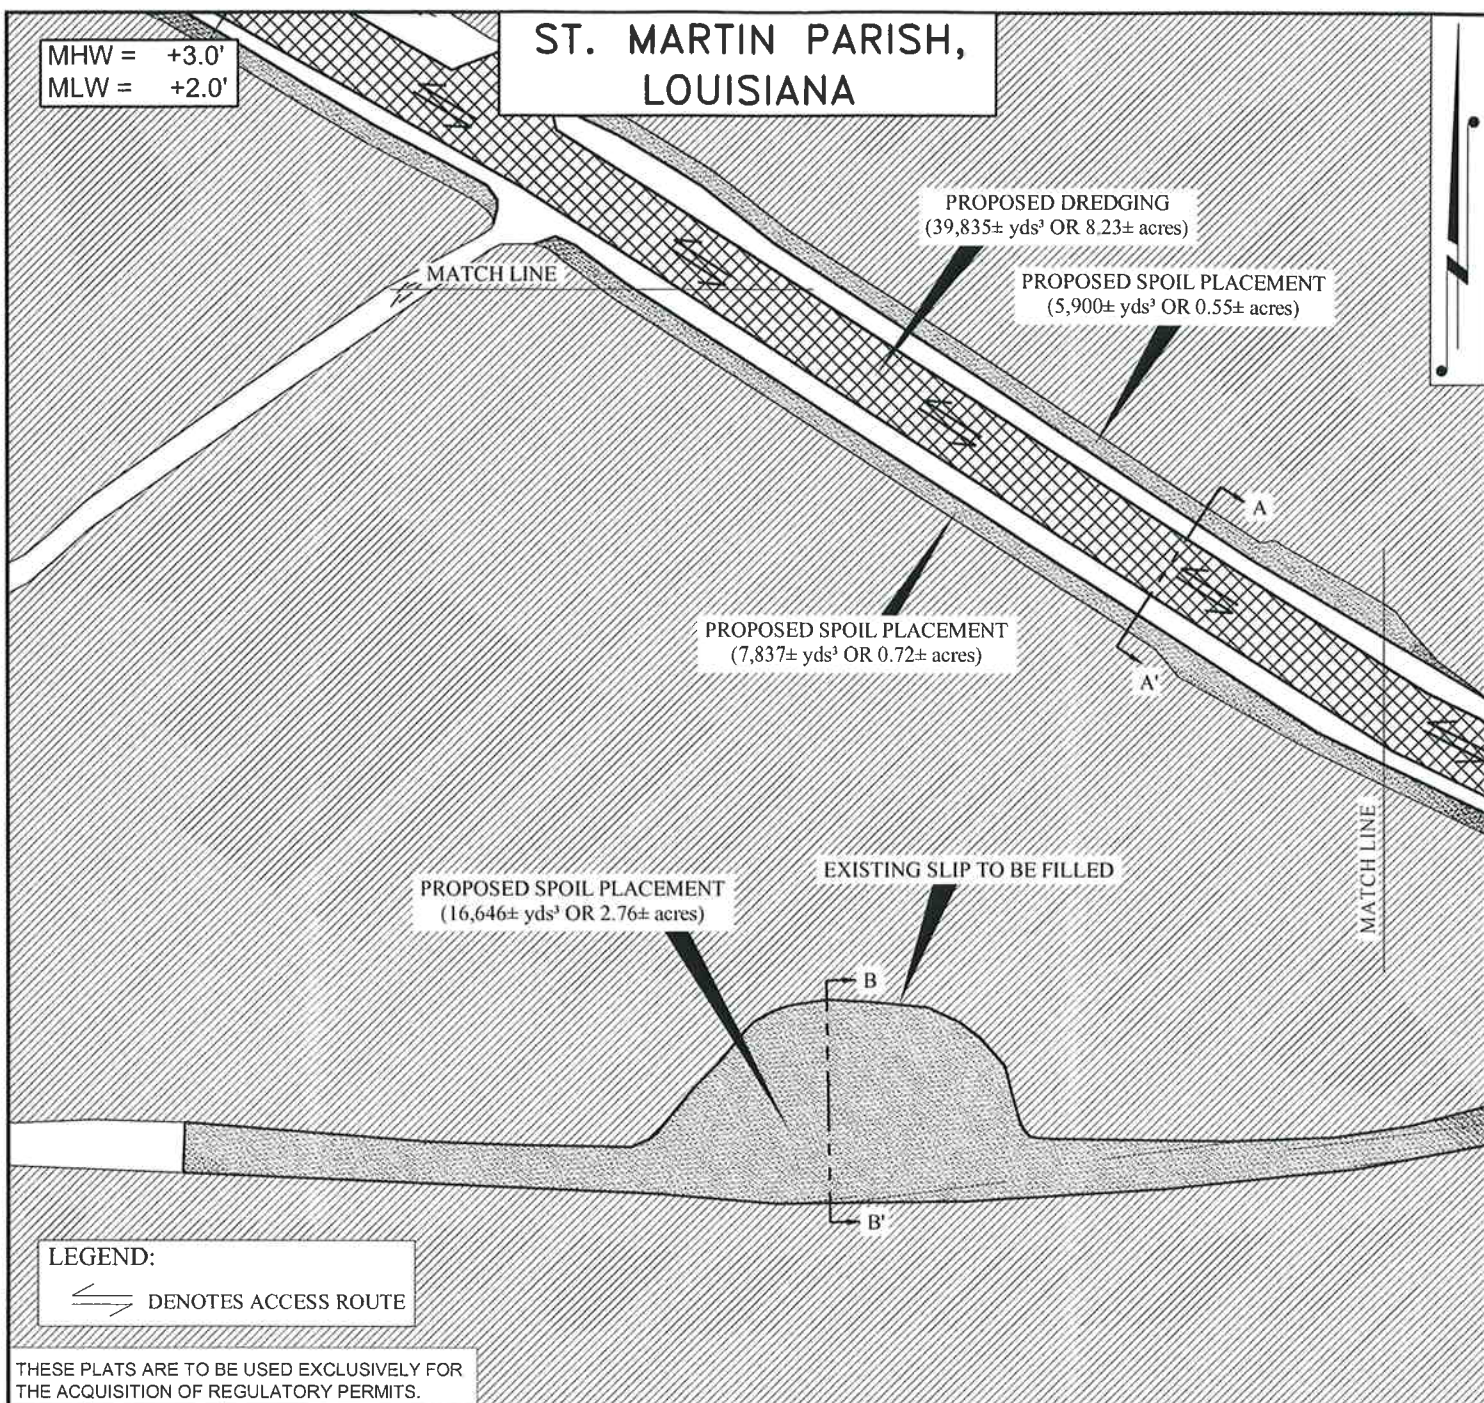 MHW = +3.0'
MLW = +2.0'
ST. MARTIN PARISH,
LOUISIANA
PROPOSED DREDGING
(39,835± yds³ OR 8.23± acres)
PROPOSED SPOIL PLACEMENT
(5,900± yds³ OR 0.55± acres)
MATCH LINE
A
PROPOSED SPOIL PLACEMENT
(7,837± yds³ OR 0.72± acres)
A'
MATCH LINE
EXISTING SLIP TO BE FILLED
PROPOSED SPOIL PLACEMENT
(16,646± yds³ OR 2.76± acres)
B
B'
LEGEND:
DENOTES ACCESS ROUTE
THESE PLATS ARE TO BE USED EXCLUSIVELY FOR
THE ACQUISITION OF REGULATORY PERMITS.